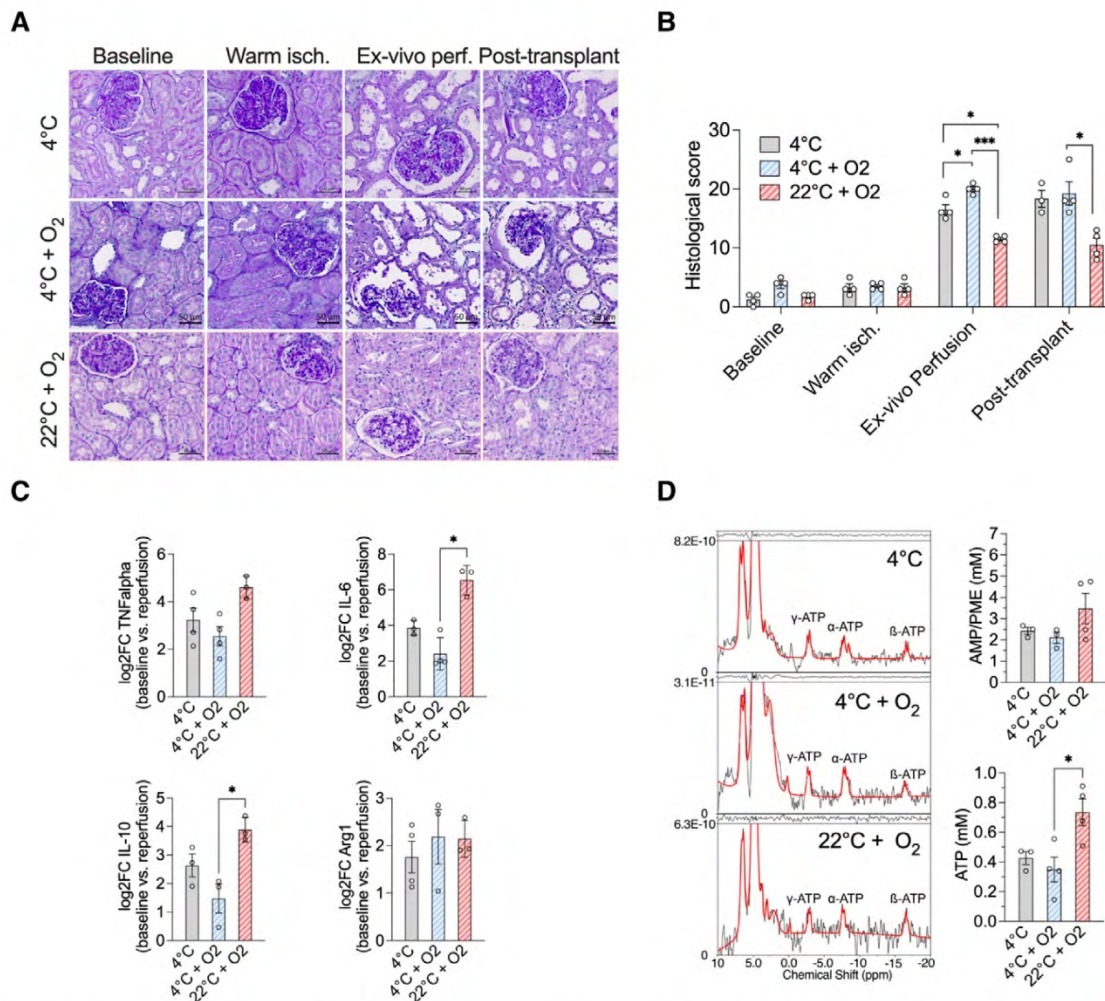 A
Baseline Warm isch. Ex-vivo perf. Post-transplant
4°C
4°C + O2
50 µm 50 µm 50 µm
22°C + O2
B
Histological score
30
20
10
0
4°C
4°C + O2
22°C + O2
* * *** *
Baseline
Warm isch.
Ex-vivo Perfusion
Post-transplant
C
log2FC TNFalpha
(baseline vs. reperfusion)
6
4
2
0
4°C
4°C + O2
22°C + O2
log2FC IL-6
(baseline vs. reperfusion)
8
6
4
2
0
*
4°C
4°C + O2
22°C + O2
log2FC IL-10
(baseline vs. reperfusion)
6
4
2
0
*
4°C
4°C + O2
22°C + O2
log2FC Arg1
(baseline vs. reperfusion)
4
3
2
1
0
4°C
4°C + O2
22°C + O2
D
8.2E-10
4°C
γ-ATP α-ATP ß-ATP
0
3.1E-11
4°C + O2
γ-ATP α-ATP ß-ATP
0
6.3E-10
22°C + O2
γ-ATP α-ATP ß-ATP
0
10 5.0 0.0 -5.0 -10 -15 -20
Chemical Shift (ppm)
AMP/PME (mM)
7
6
5
4
3
2
1
0
4°C
4°C + O2
22°C + O2
ATP (mM)
1.0
0.8
0.6
0.4
0.2
0.0
*
4°C
4°C + O2
22°C + O2